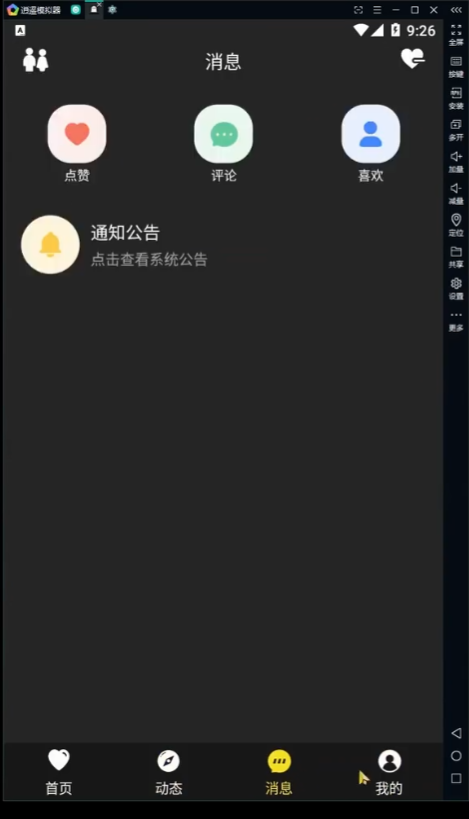 逍遥模拟器
9:26
消息
点赞
评论
喜欢
通知公告
点击查看系统公告
首页
动态
消息
我的
全屏
按键
安装
多开
加量
减量
定位
共享
设置
更多